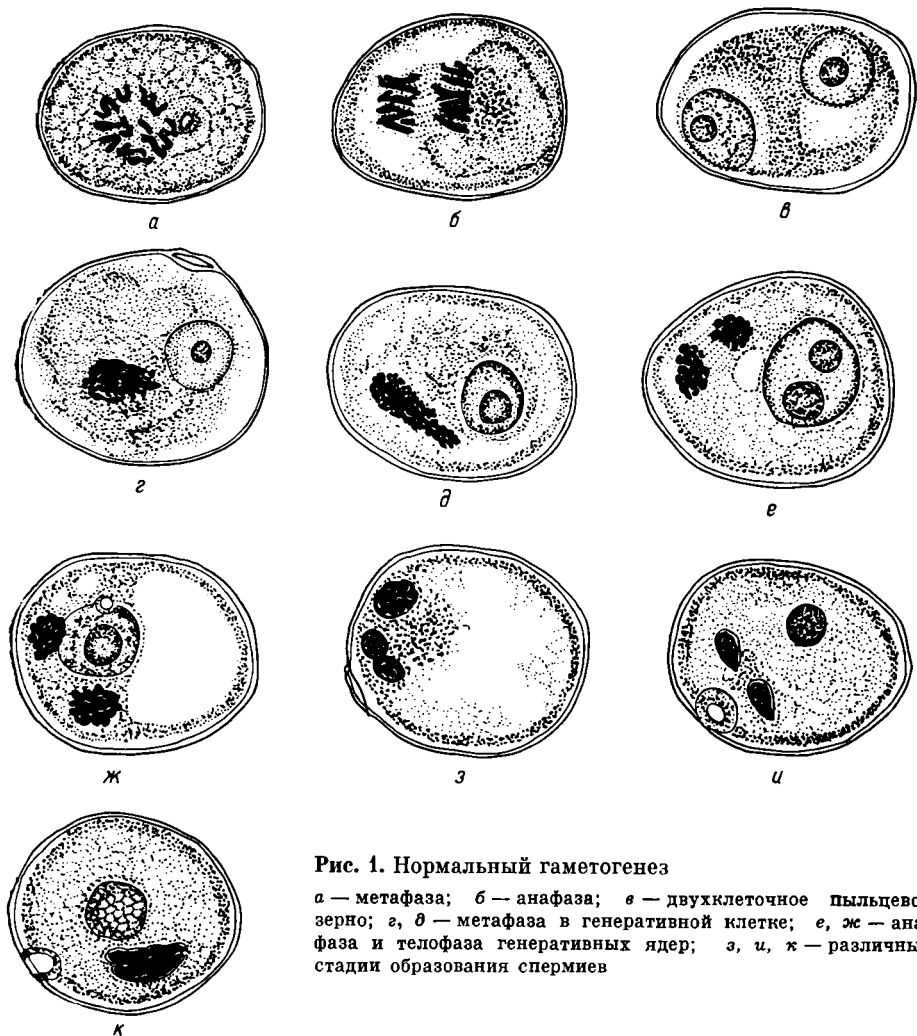 а
б
в
г
д
е
ж
з
и
к
Рис. 1. Нормальный гаметогенез
а — метафаза; б — анафаза; в — двухклеточное пыльцево
зерно; г, д — метафаза в генеративной клетке; е, ж — ан
фаза и телофаза генеративных ядер; з, и, к — различны
стадии образования спермиев